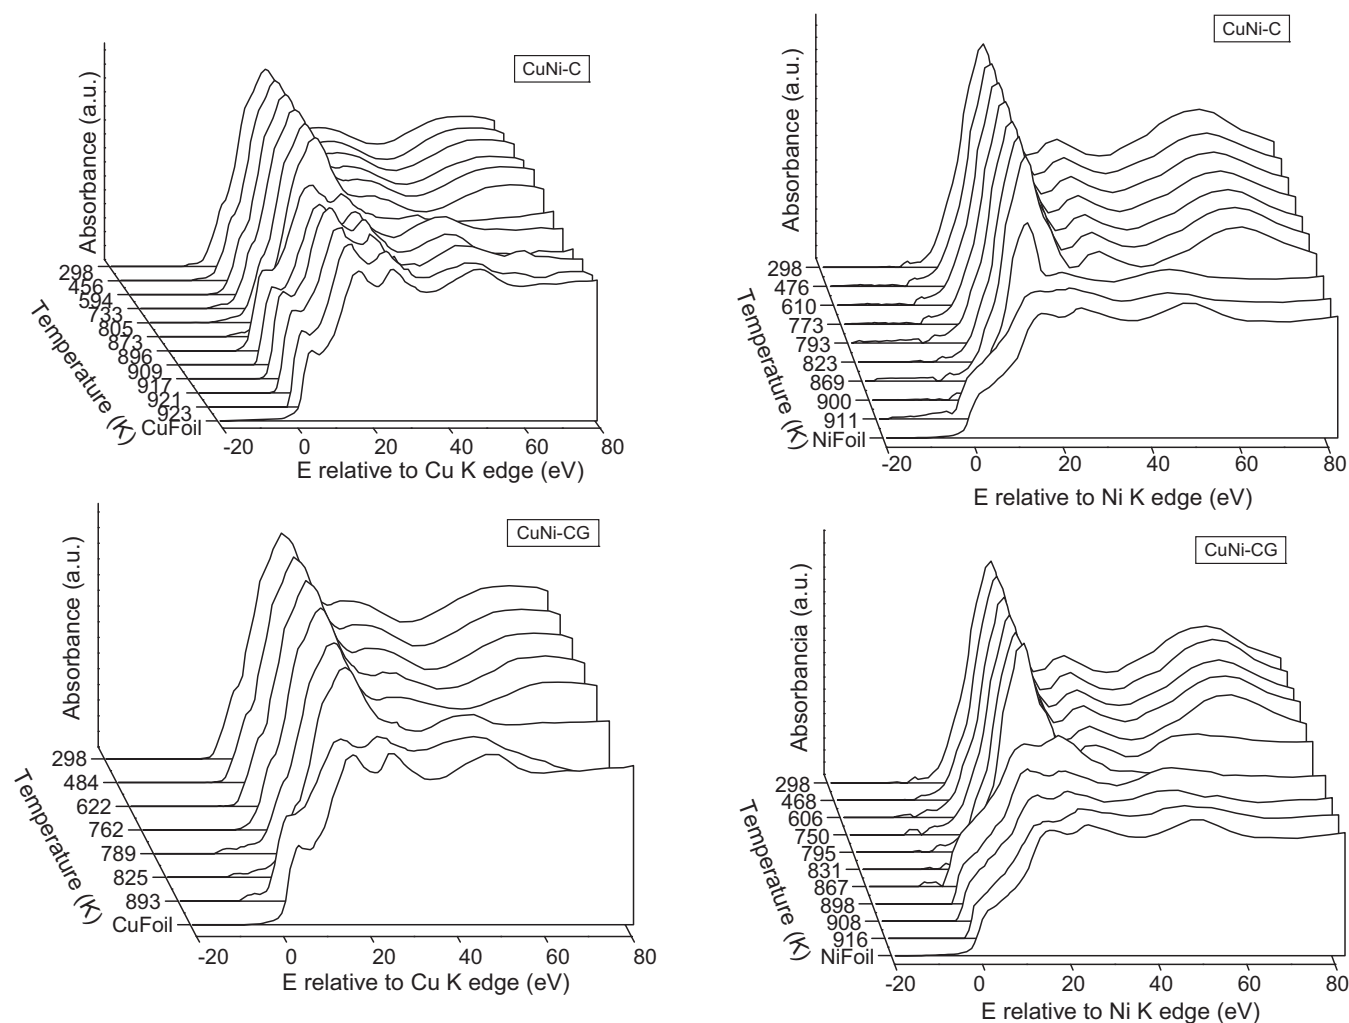 CuNi-C
Absorbance (a.u.)
298
456
594
733
805
873
896
909
917
921
923
CuFoil
Temperature (K)
-20 0 20 40 60 80
E relative to Cu K edge (eV)
CuNi-C
Absorbance (a.u.)
298
476
610
773
793
823
869
900
911
NiFoil
Temperature (K)
-20 0 20 40 60 80
E relative to Ni K edge (eV)
CuNi-CG
Absorbance (a.u.)
298
484
622
762
789
825
893
CuFoil
Temperature (K)
-20 0 20 40 60 80
E relative to Cu K edge (eV)
CuNi-CG
Absorbancia (a.u.)
298
468
606
750
795
831
867
898
908
916
NiFoil
Temperature (K)
-20 0 20 40 60 80
E relative to Ni K edge (eV)